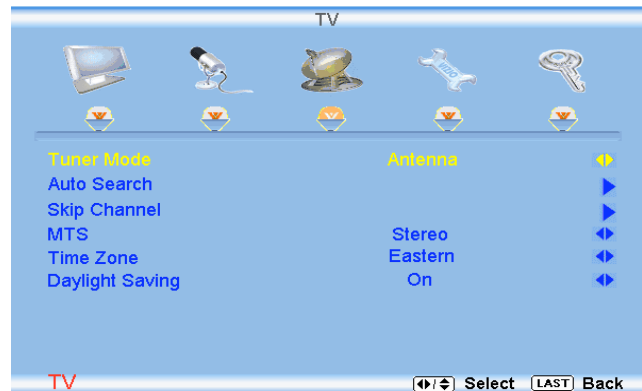 TV
Tuner Mode Antenna
Auto Search
Skip Channel
MTS Stereo
Time Zone Eastern
Daylight Saving On
TV / Select LAST Back